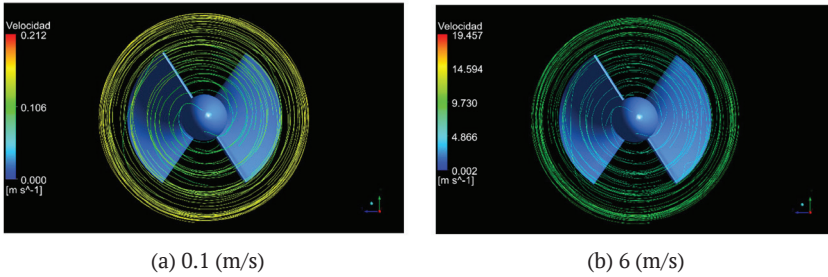 Velocidad
0.212
0.106
0.000
[m s^-1]
Velocidad
19.457
14.594
9.730
4.866
0.002
[m s^-1]
(a) 0.1 (m/s)
(b) 6 (m/s)